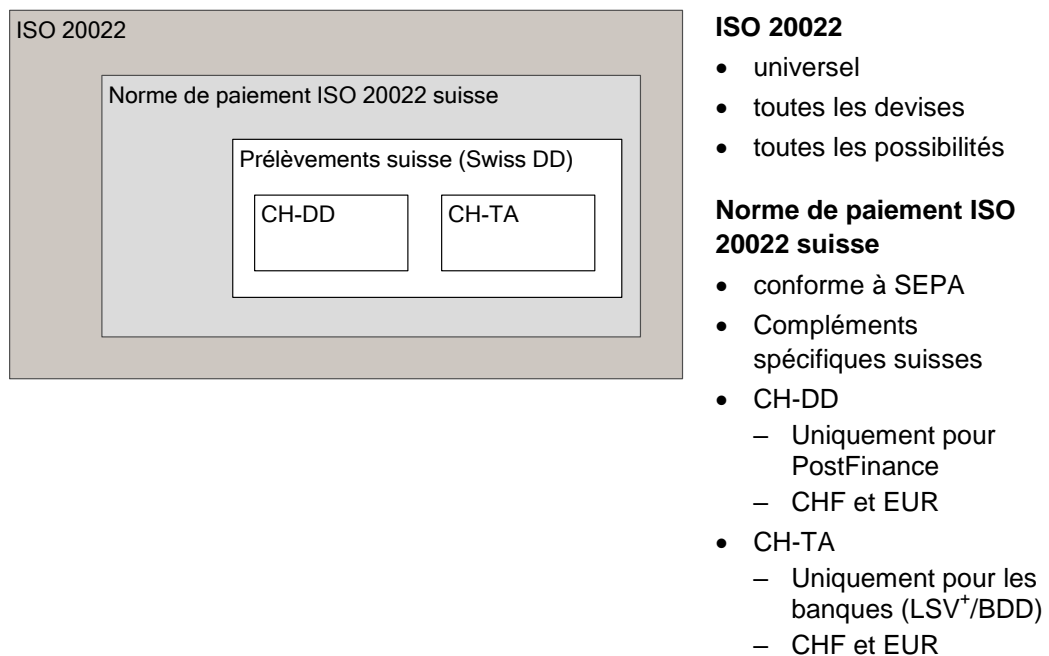 ISO 20022
Norme de paiement ISO 20022 suisse
Prélèvements suisse (Swiss DD)
CH-DD
CH-TA
ISO 20022
• universel
• toutes les devises
• toutes les possibilités
Norme de paiement ISO
20022 suisse
• conforme à SEPA
• Compléments
spécifiques suisses
• CH-DD
– Uniquement pour
PostFinance
– CHF et EUR
• CH-TA
– Uniquement pour les
banques (LSV+/BDD)
– CHF et EUR